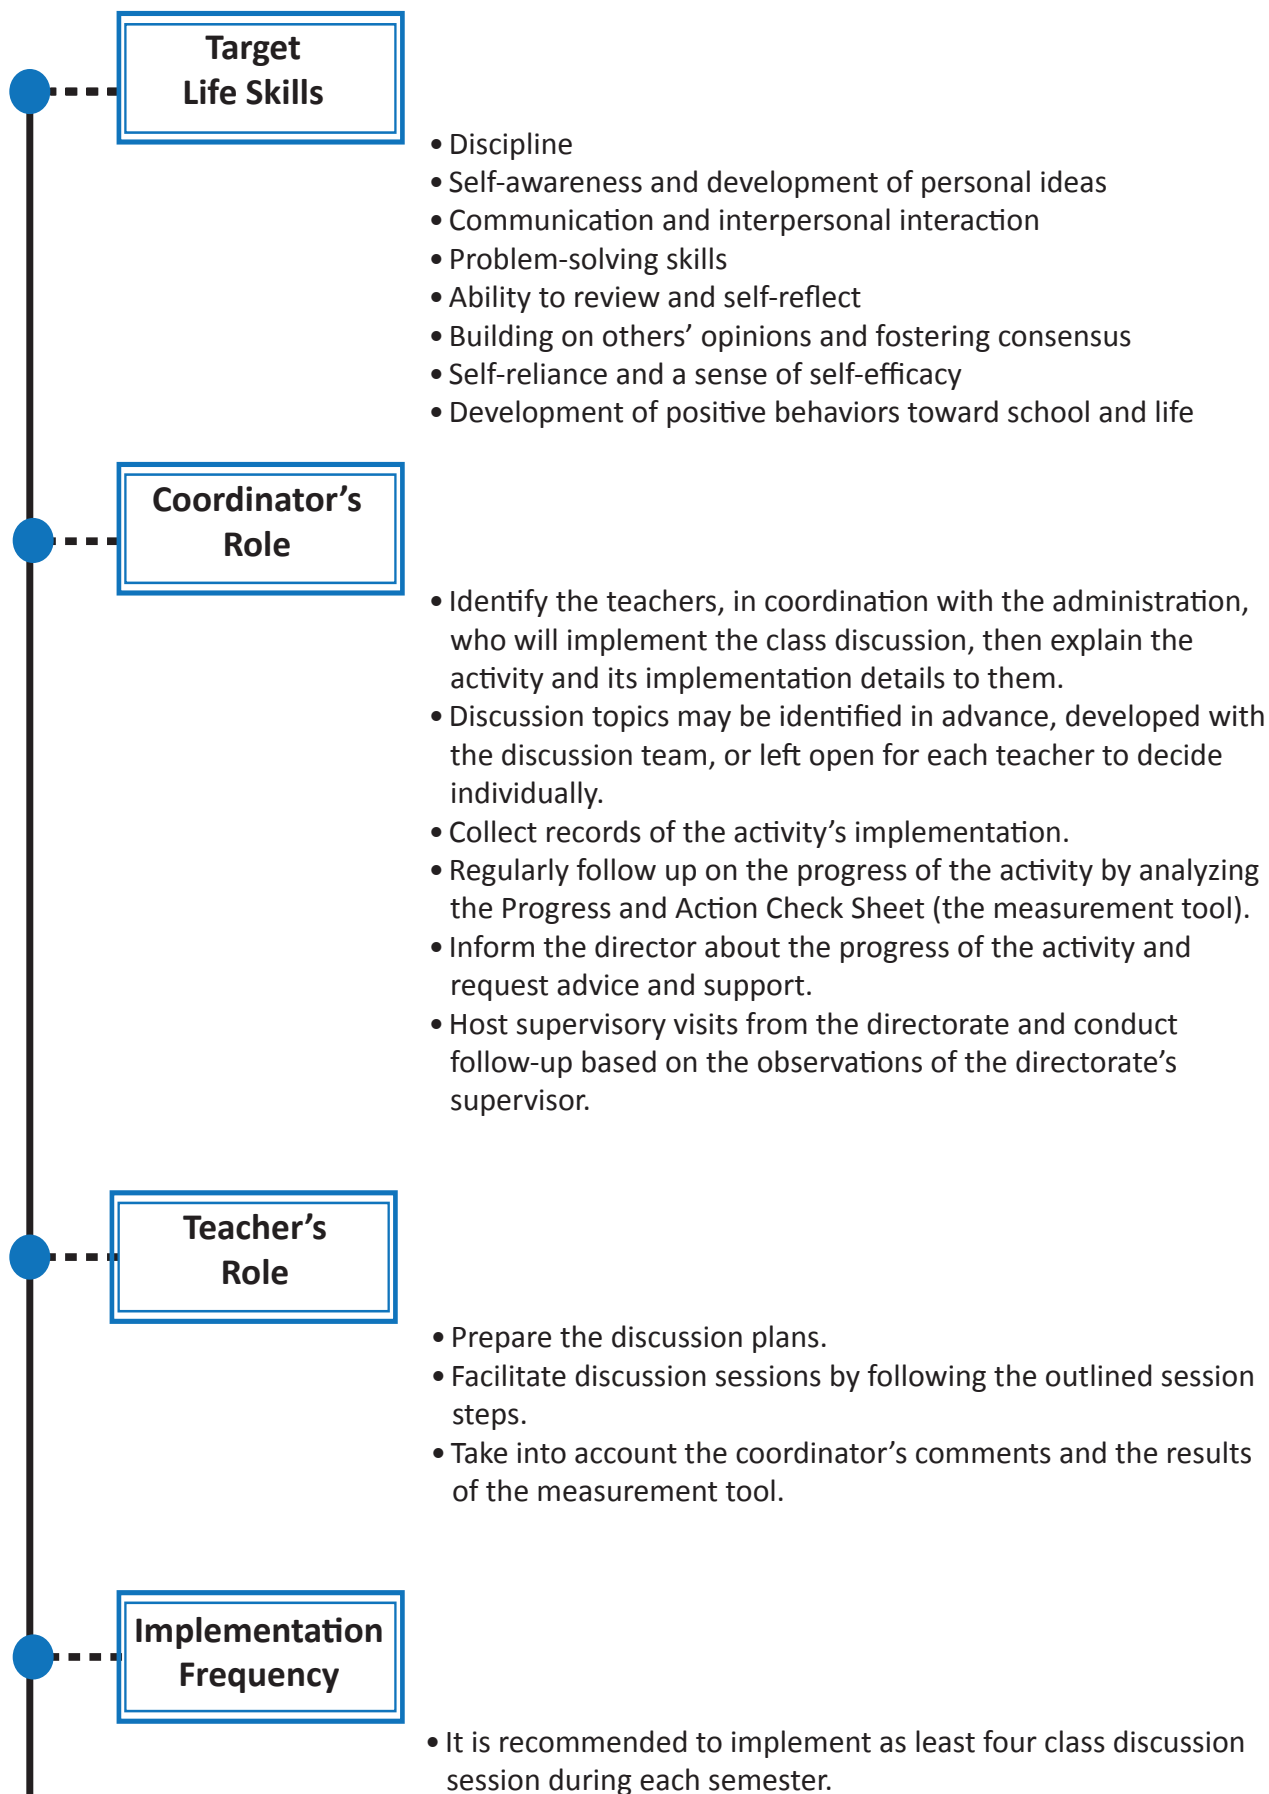 Target
Life Skills
• Discipline
• Self-awareness and development of personal ideas
• Communication and interpersonal interaction
• Problem-solving skills
• Ability to review and self-reflect
• Building on others’ opinions and fostering consensus
• Self-reliance and a sense of self-efficacy
• Development of positive behaviors toward school and life
Coordinator’s
Role
• Identify the teachers, in coordination with the administration,
who will implement the class discussion, then explain the
activity and its implementation details to them.
• Discussion topics may be identified in advance, developed with
the discussion team, or left open for each teacher to decide
individually.
• Collect records of the activity’s implementation.
• Regularly follow up on the progress of the activity by analyzing
the Progress and Action Check Sheet (the measurement tool).
• Inform the director about the progress of the activity and
request advice and support.
• Host supervisory visits from the directorate and conduct
follow-up based on the observations of the directorate’s
supervisor.
Teacher’s
Role
• Prepare the discussion plans.
• Facilitate discussion sessions by following the outlined session
steps.
• Take into account the coordinator’s comments and the results
of the measurement tool.
Implementation
Frequency
• It is recommended to implement as least four class discussion
session during each semester.